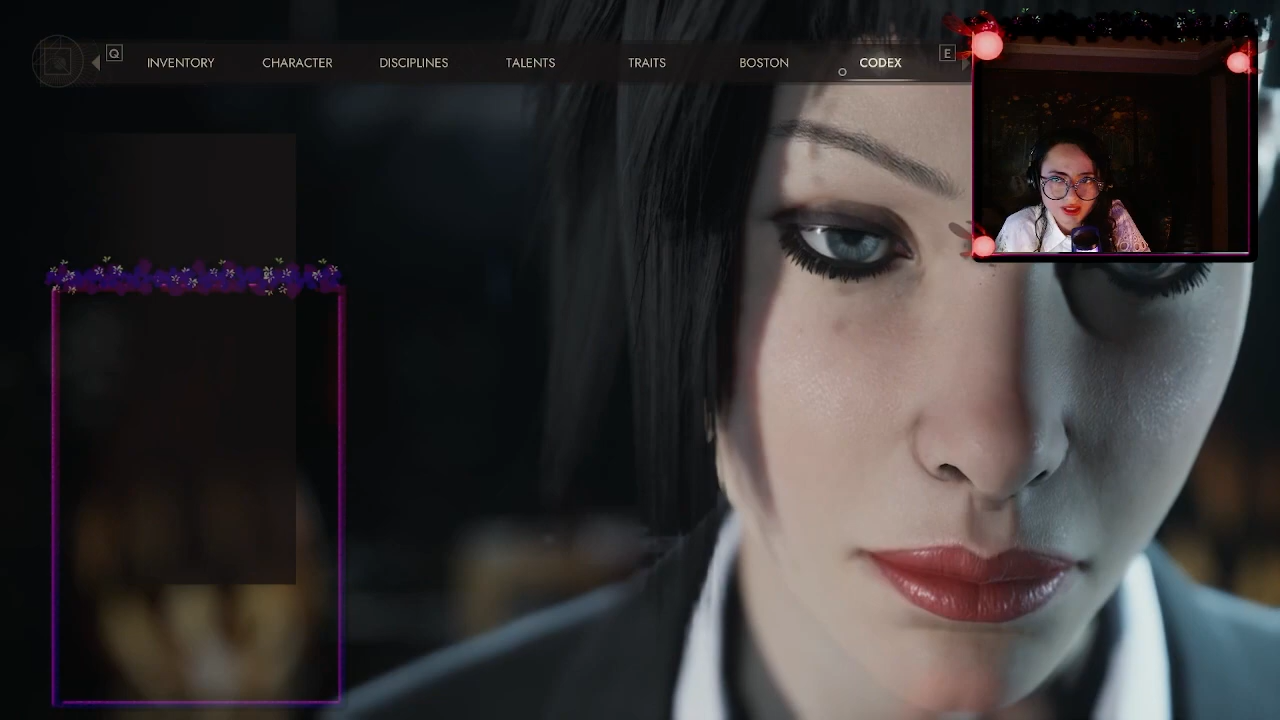 Q INVENTORY CHARACTER DISCIPLINES TALENTS TRAITS BOSTON CODEX E